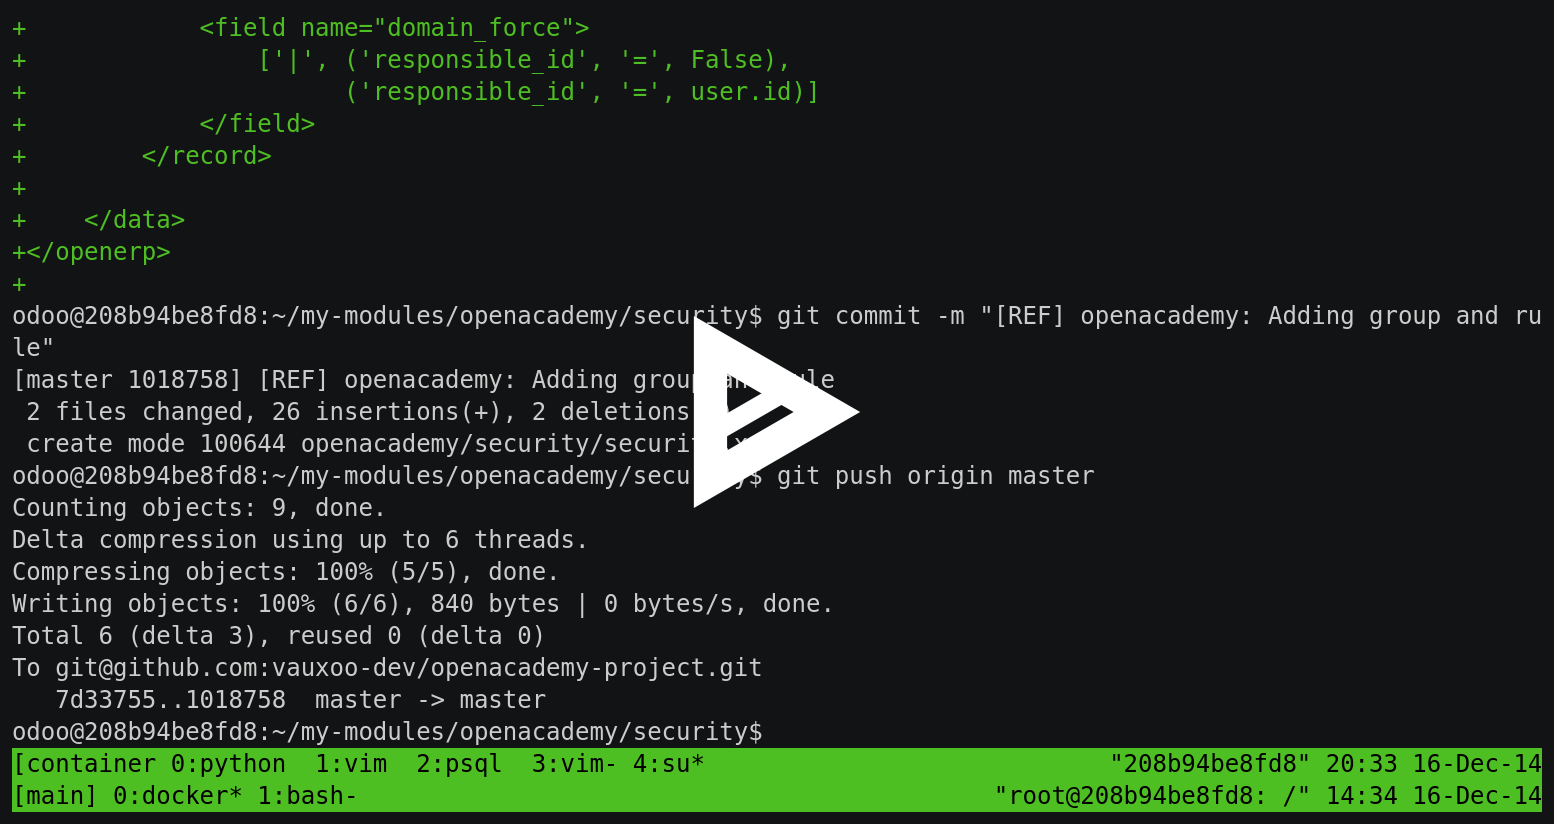 +            <field name="domain_force">
+                ['|', ('responsible_id', '=', False),
+                      ('responsible_id', '=', user.id)]
+            </field>
+        </record>
+
+    </data>
+</openerp>
+
odoo@208b94be8fd8:~/my-modules/openacademy/security$ git commit -m "[REF] openacademy: Adding group and ru
le"
[master 1018758] [REF] openacademy: Adding group and rule
 2 files changed, 26 insertions(+), 2 deletions
 create mode 100644 openacademy/security/security.x
odoo@208b94be8fd8:~/my-modules/openacademy/security$ git push origin master
Counting objects: 9, done.
Delta compression using up to 6 threads.
Compressing objects: 100% (5/5), done.
Writing objects: 100% (6/6), 840 bytes | 0 bytes/s, done.
Total 6 (delta 3), reused 0 (delta 0)
To git@github.com:vauxoo-dev/openacademy-project.git
   7d33755..1018758  master -> master
odoo@208b94be8fd8:~/my-modules/openacademy/security$
[container 0:python  1:vim  2:psql  3:vim- 4:su*                            "208b94be8fd8" 20:33 16-Dec-14
[main] 0:docker* 1:bash-                                            "root@208b94be8fd8: /" 14:34 16-Dec-14